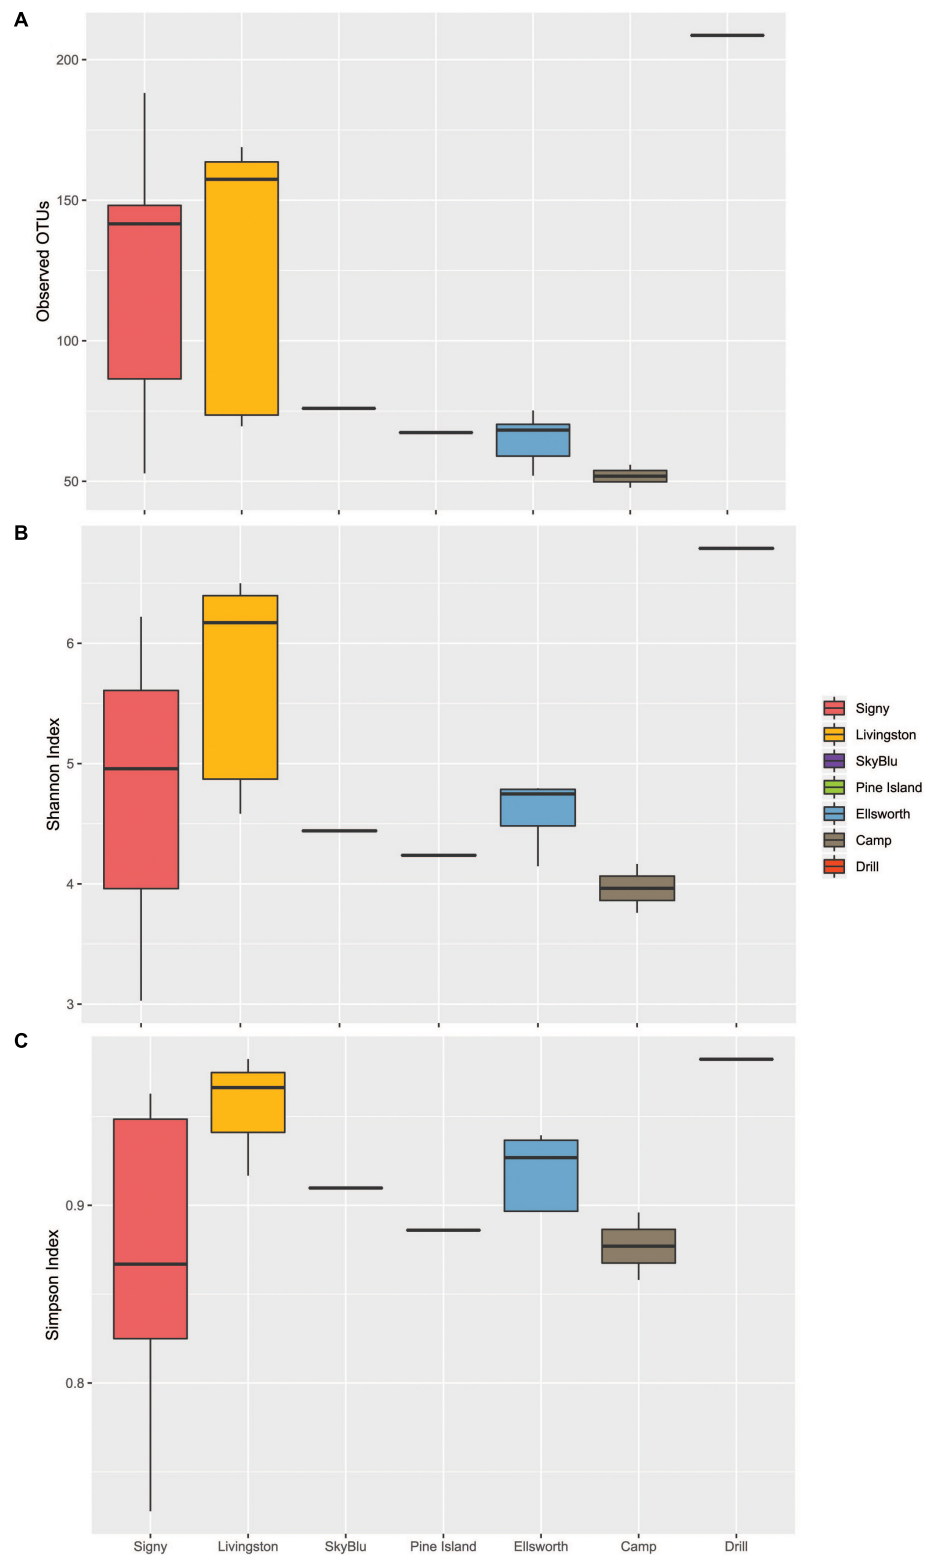 A
200
150
100
50
Observed OTUs
B
6
5
4
3
Shannon Index
Signy
Livingston
SkyBlu
Pine Island
Ellsworth
Camp
Drill
C
0.9
0.8
Simpson Index
Signy Livingston SkyBlu Pine Island Ellsworth Camp Drill